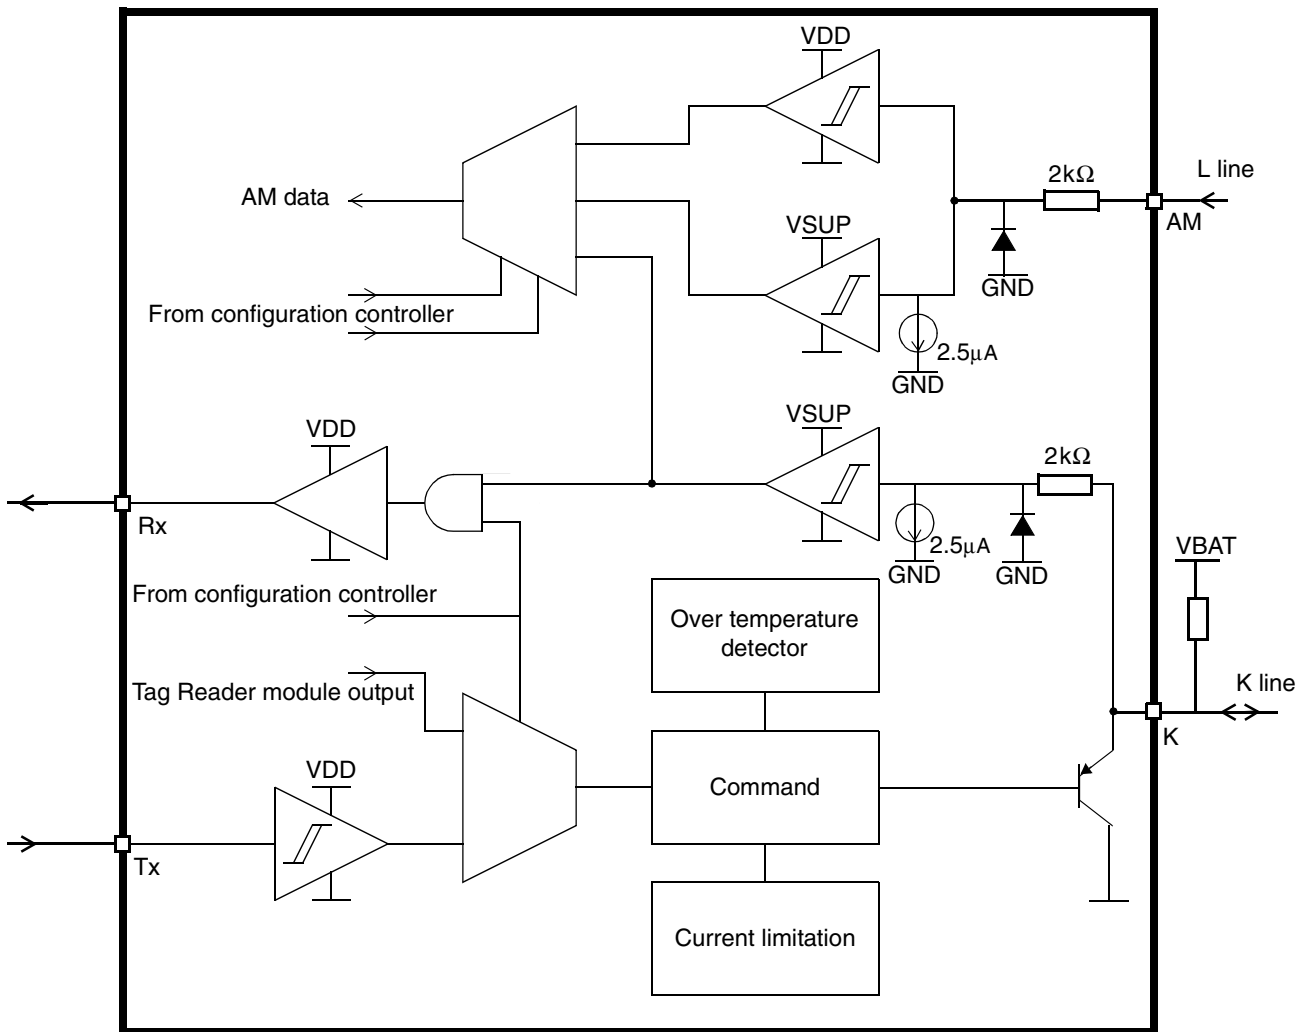 VDD
2kΩ
L line
AM data
VSUP
AM
From configuration controller
GND
2.5µA
GND
VSUP
VDD
2kΩ
Rx
2.5µA
GND
GND
VBAT
From configuration controller
Over temperature
detector
Tag Reader module output
K line
K
VDD
Command
Tx
Current limitation